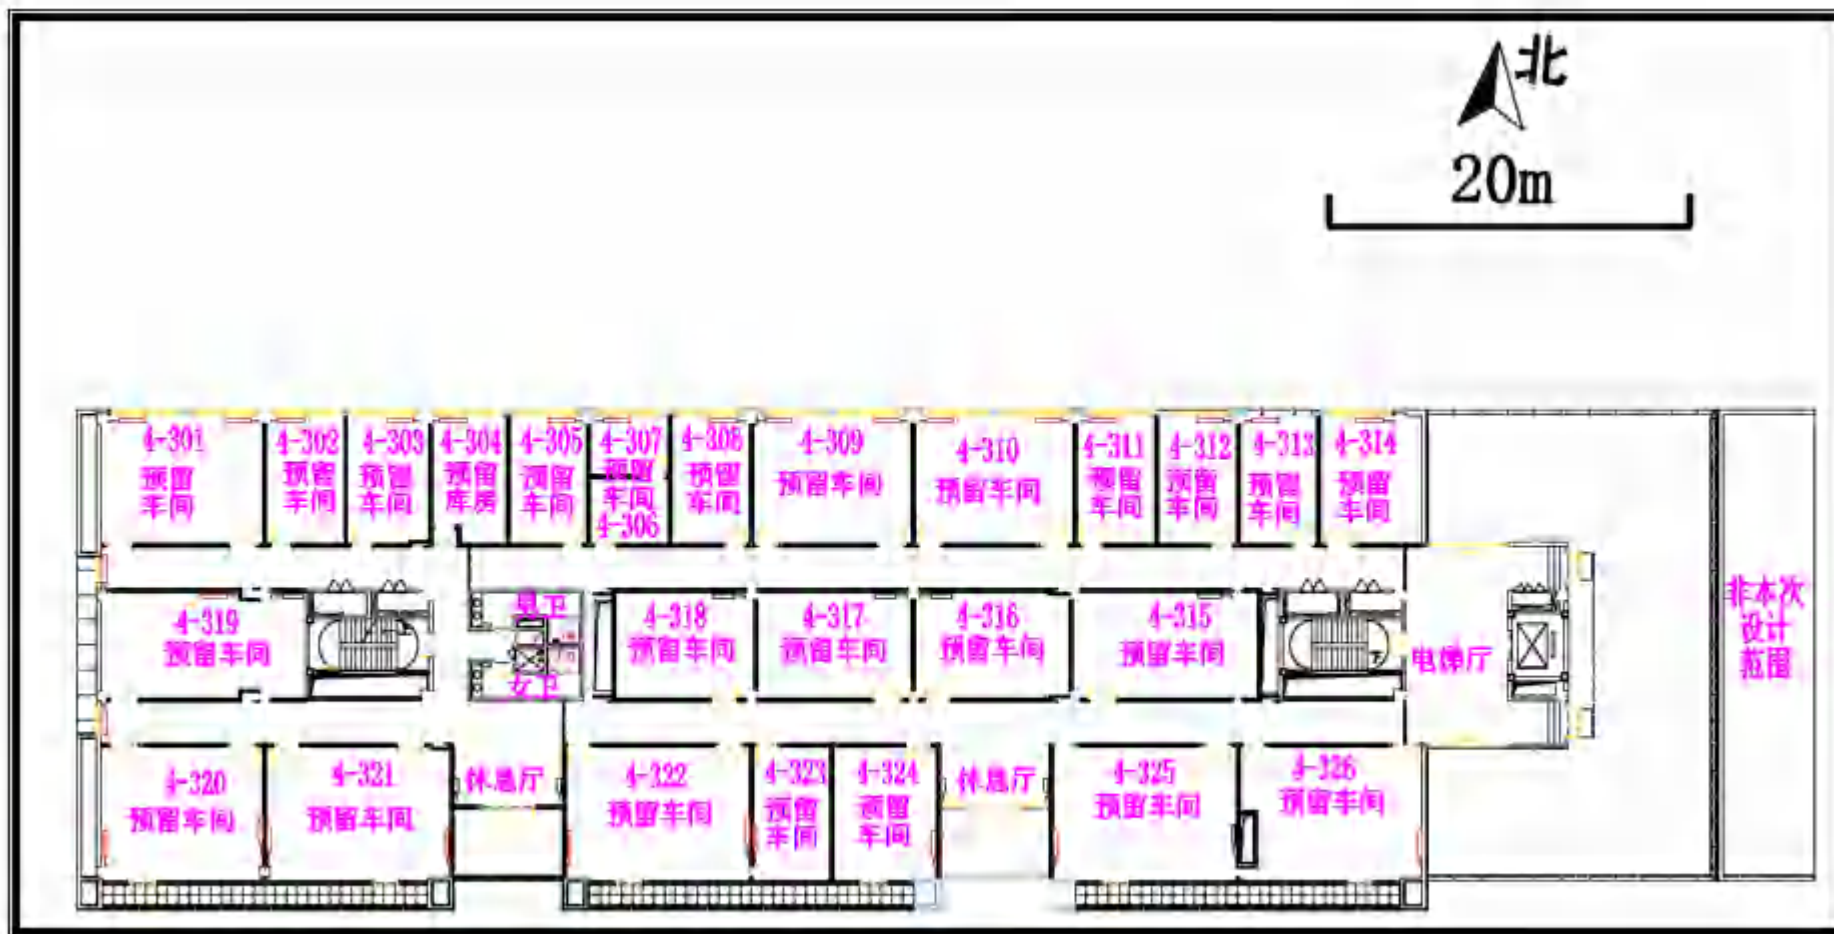 北
20m
4-301
预留
车间
4-302
预留
车间
4-303
预留
车间
4-304
预留
库房
4-305
预留
车间
4-307
预留
车间
4-306
4-308
预留
车间
4-309
预留车间
4-310
预留车间
4-311
预留
车间
4-312
预留
车间
4-313
预留
车间
4-314
预留
车间
4-319
预留车间
男卫
女卫
4-318
预留车间
4-317
预留车间
4-316
预留车间
4-315
预留车间
下
电梯厅
非本次
设计
范围
4-320
预留车间
4-321
预留车间
休息厅
4-322
预留车间
4-323
预留
车间
4-324
预留
车间
休息厅
4-325
预留车间
4-326
预留车间